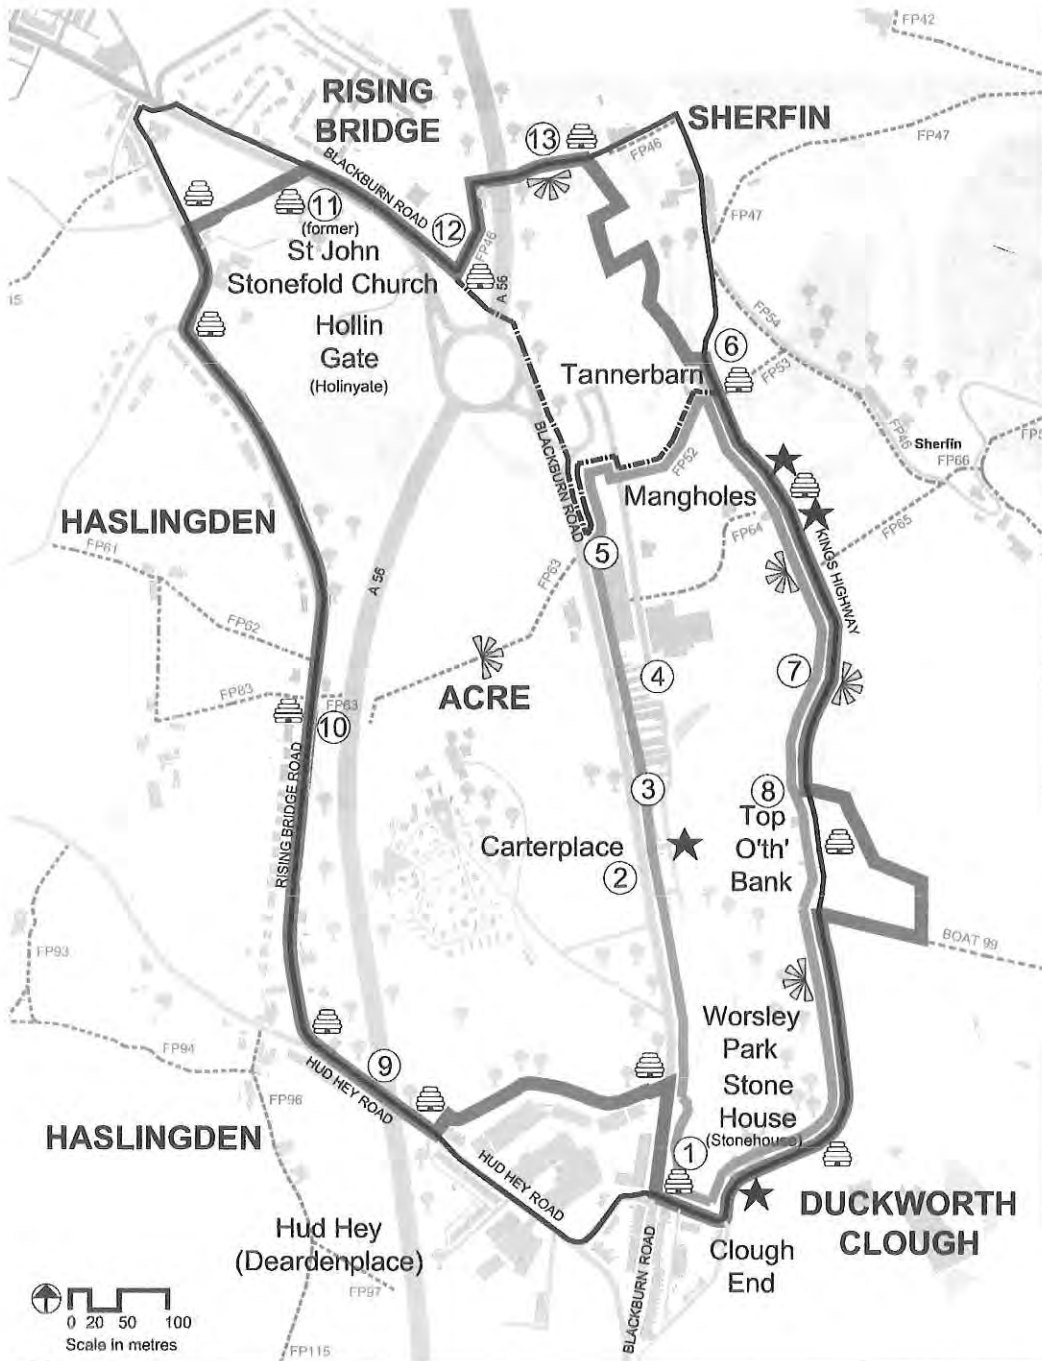 FP42
RISING
BRIDGE
SHERFIN
13
FP46
FP47
BLACKBURN ROAD
11
(former)
12
FP47
St John
Stonefold Church
FP46
A 56
Hollin
Gate
(Holinyate)
FP54
6
Tannerbarn
FP53
BLACKBURN ROAD
FP52
FP46
Sherfin
FP66
Mangholes
HASLINGDEN
FP61
5
FP64
FP65
KINGS HIGHWAY
A 56
FP63
FP62
4
7
FP83
FP63
ACRE
10
RISING BRIDGE ROAD
3
8
Top
O'th'
Bank
Carterplace
2
FP93
BOAT 99
Worsley
Park
FP94
9
HUD HEY ROAD
Stone
House
(Stonehouse)
FP96
HASLINGDEN
1
HUD HEY ROAD
DUCKWORTH
CLOUGH
Hud Hey
(Deardenplace)
Clough
End
FP97
BLACKBURN ROAD
0 20 50 100
Scale in metres
FP115